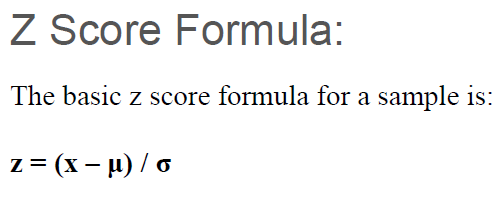 Z Score Formula:
The basic z score formula for a sample is:
z = (x – μ) / σ